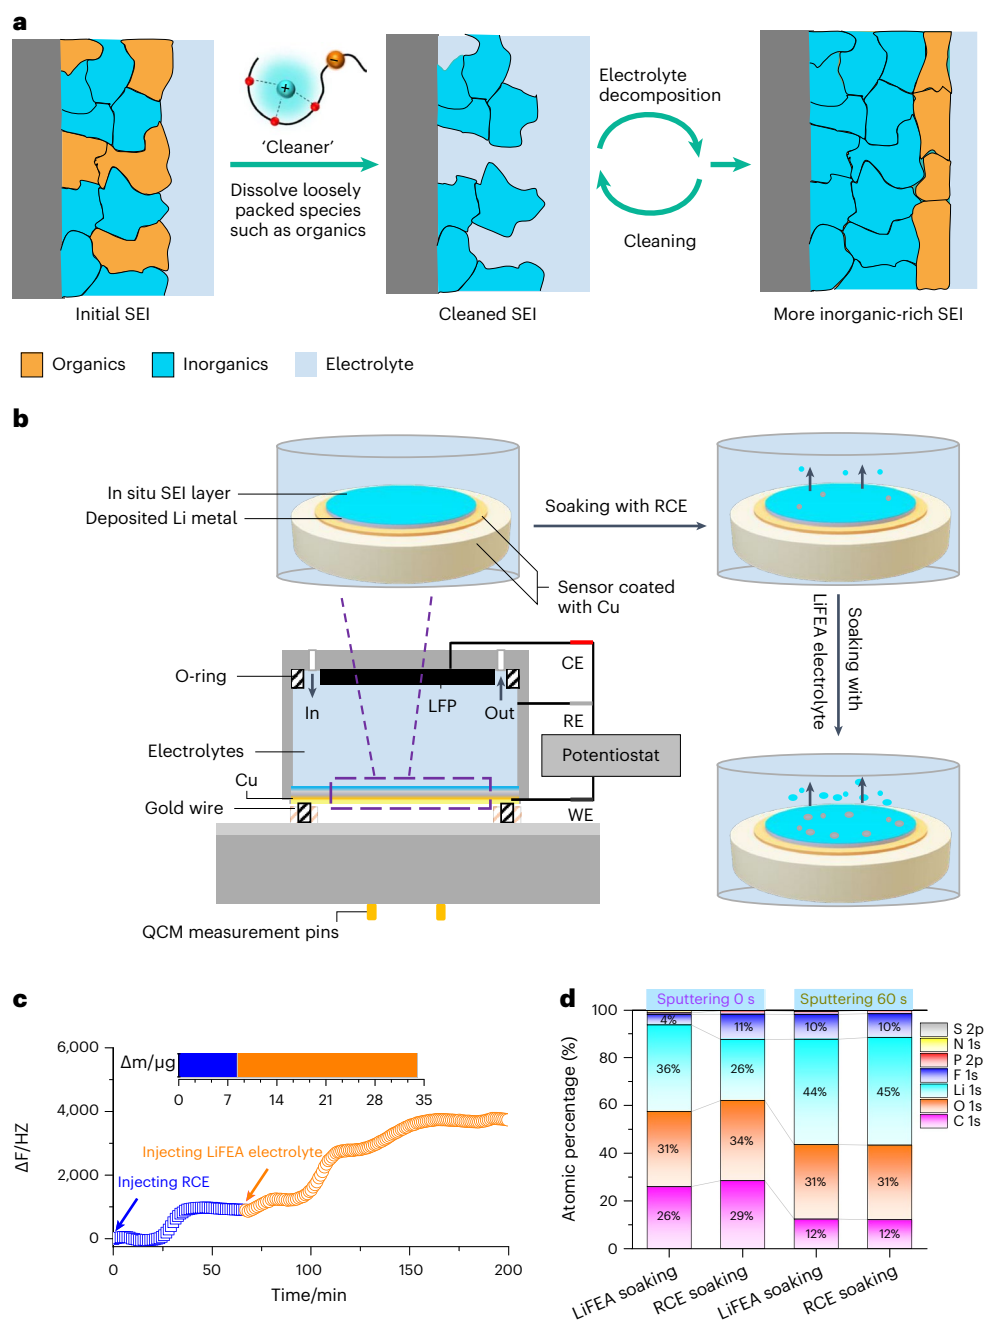 a
+
−
'Cleaner'
Dissolve loosely
packed species
such as organics
Electrolyte
decomposition
Cleaning
Initial SEI
Cleaned SEI
More inorganic-rich SEI
Organics
Inorganics
Electrolyte
b
In situ SEI layer
Deposited Li metal
Soaking with RCE
Sensor coated
with Cu
Soaking with
LiFEA electrolyte
O-ring
In
LFP
Out
CE
RE
Potentiostat
Electrolytes
Cu
Gold wire
WE
QCM measurement pins
c
6,000
4,000
2,000
0
ΔF/HZ
Δm/μg
0 7 14 21 28 35
Injecting LiFEA electrolyte
Injecting RCE
0 50 100 150 200
Time/min
d
Sputtering 0 s
Sputtering 60 s
100
80
60
40
20
0
Atomic percentage (%)
4%
36%
31%
26%
11%
26%
34%
29%
10%
44%
31%
12%
10%
45%
31%
12%
S 2p
N 1s
P 2p
F 1s
Li 1s
O 1s
C 1s
LiFEA soaking
RCE soaking
LiFEA soaking
RCE soaking